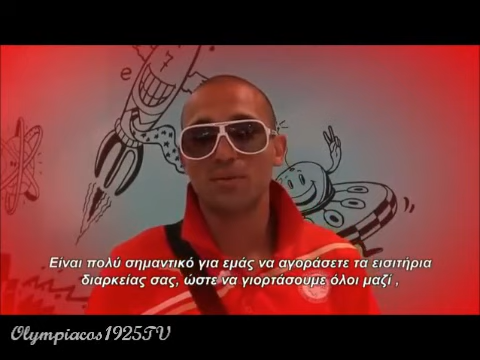 Είναι πολύ σημαντικό για εμάς να αγοράσετε τα εισιτήρια
διαρκείας σας, ώστε να γιορτάσουμε όλοι μαζί ,
Olympiacos1925TV